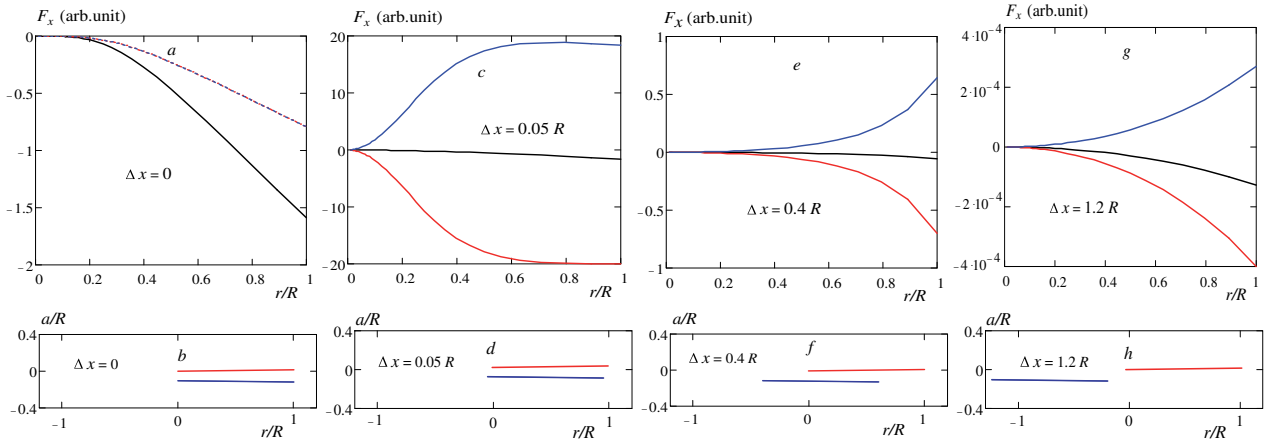 F_x (arb.unit)
a
Δ x = 0
0
−0.5
−1
−1.5
−2
0 0.2 0.4 0.6 0.8 1
r/R
F_x (arb.unit)
c
Δ x = 0.05 R
20
10
0
−10
−20
0 0.2 0.4 0.6 0.8 1
r/R
F_x (arb.unit)
e
Δ x = 0.4 R
1
0.5
0
−0.5
−1
0 0.2 0.4 0.6 0.8 1
r/R
F_x (arb.unit)
g
Δ x = 1.2 R
4·10⁻⁴
2·10⁻⁴
0
−2·10⁻⁴
−4·10⁻⁴
0 0.2 0.4 0.6 0.8 1
r/R
a/R
0.4
0
−0.4
Δ x = 0
b
−1 0 1
r/R
a/R
0.4
0
−0.4
Δ x = 0.05 R
d
−1 0 1
r/R
a/R
0.4
0
−0.4
Δ x = 0.4 R
f
−1 0 1
r/R
a/R
0.4
0
−0.4
Δ x = 1.2 R
h
−1 0 1
r/R